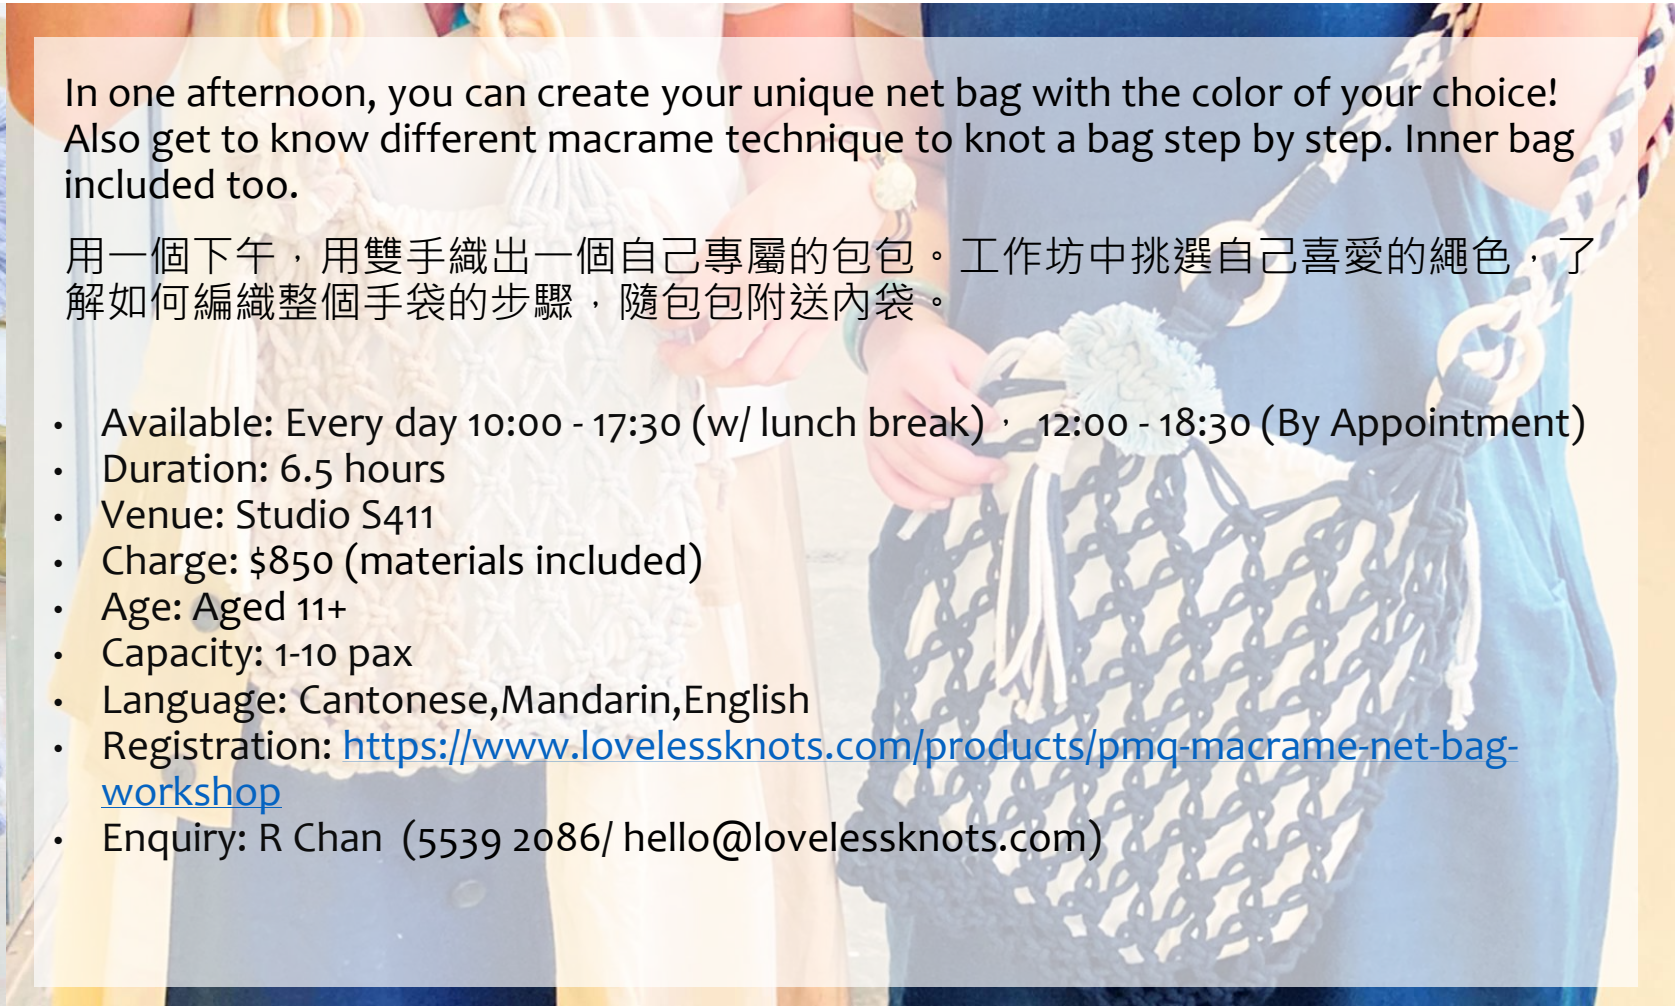 In one afternoon, you can create your unique net bag with the color of your choice!
Also get to know different macrame technique to knot a bag step by step. Inner bag
included too.
用一個下午，用雙手織出一個自己專屬的包包。工作坊中挑選自己喜愛的繩色，了
解如何編織整個手袋的步驟，隨包包附送內袋。
• Available: Every day 10:00 - 17:30 (w/ lunch break)， 12:00 - 18:30 (By Appointment)
• Duration: 6.5 hours
• Venue: Studio S411
• Charge: $850 (materials included)
• Age: Aged 11+
• Capacity: 1-10 pax
• Language: Cantonese,Mandarin,English
• Registration: https://www.lovelessknots.com/products/pmq-macrame-net-bag-
workshop
• Enquiry: R Chan (5539 2086/ hello@lovelessknots.com)